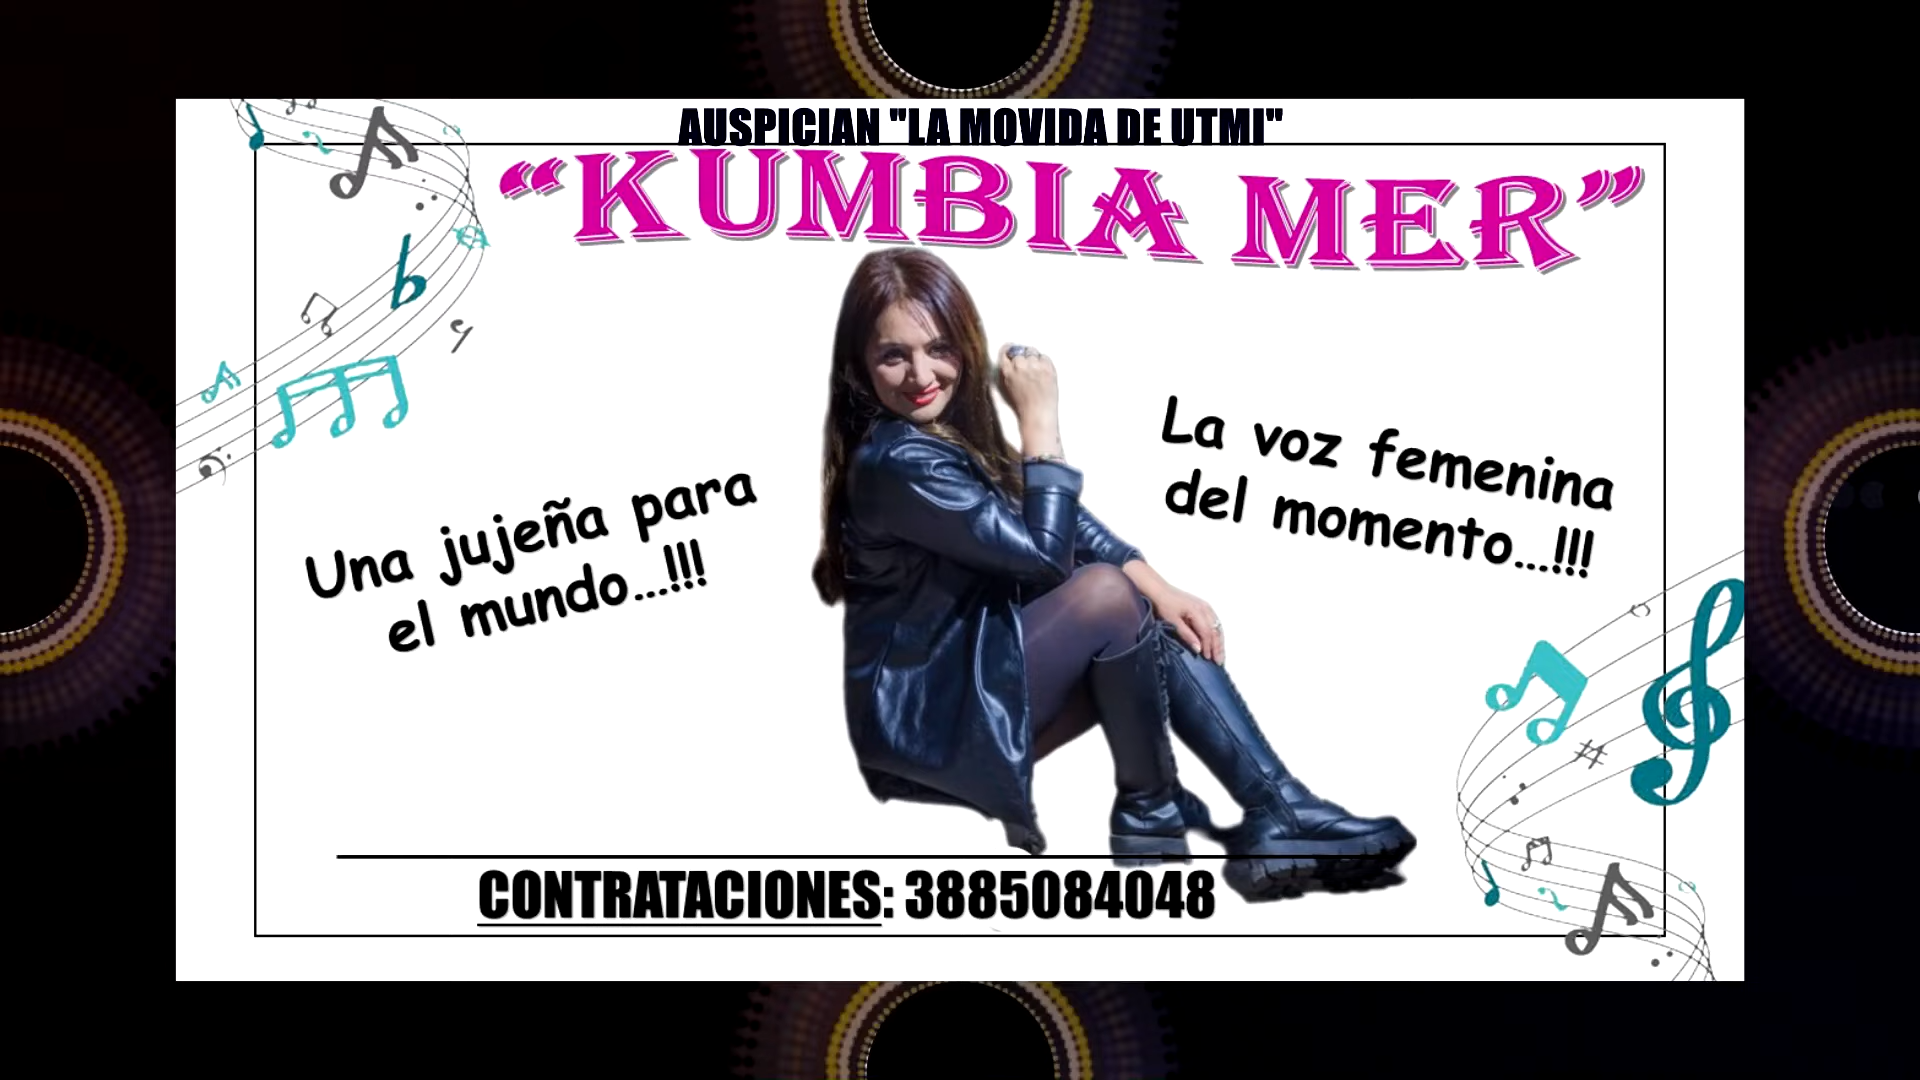 AUSPICIAN "LA MOVIDA DE UTMI"
“KUMBIA MER”
La voz femenina
del momento...!!!
Una jujeña para
el mundo...!!!
CONTRATACIONES: 3885084048